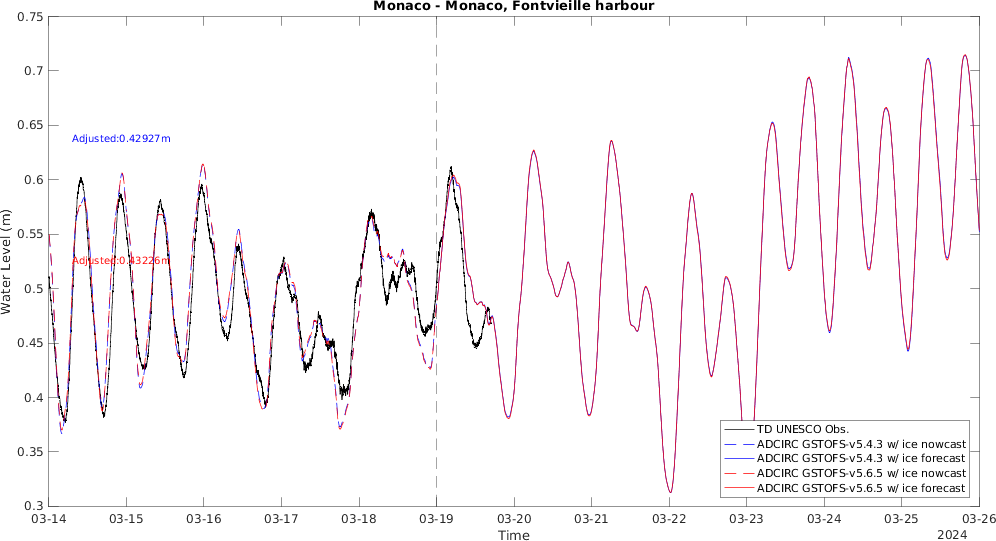 Monaco - Monaco, Fontvieille harbour
0.75
0.7
0.65
0.6
0.55
0.5
0.45
0.4
0.35
0.3
Water Level (m)
Adjusted:0.42927m
Adjusted:0.43226m
TD UNESCO Obs.
ADCIRC GSTOFS-v5.4.3 w/ ice nowcast
ADCIRC GSTOFS-v5.4.3 w/ ice forecast
ADCIRC GSTOFS-v5.6.5 w/ ice nowcast
ADCIRC GSTOFS-v5.6.5 w/ ice forecast
03-14 03-15 03-16 03-17 03-18 03-19 03-20 03-21 03-22 03-23 03-24 03-25 03-26
Time
2024